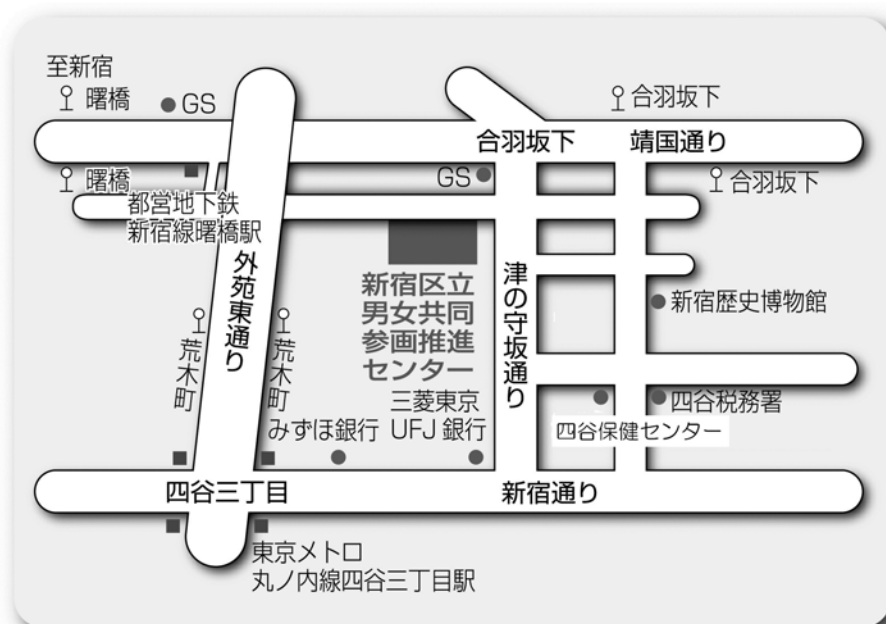 至新宿
曙橋
GS
合羽坂下
合羽坂下
靖国通り
曙橋
GS
合羽坂下
都営地下鉄
新宿線曙橋駅
外苑東通り
新宿区立
男女共同
参画推進
センター
津の守坂通り
新宿歴史博物館
荒木町
荒木町
三菱東京
UFJ 銀行
みずほ銀行
四谷税務署
四谷保健センター
四谷三丁目
新宿通り
東京メトロ
丸ノ内線四谷三丁目駅